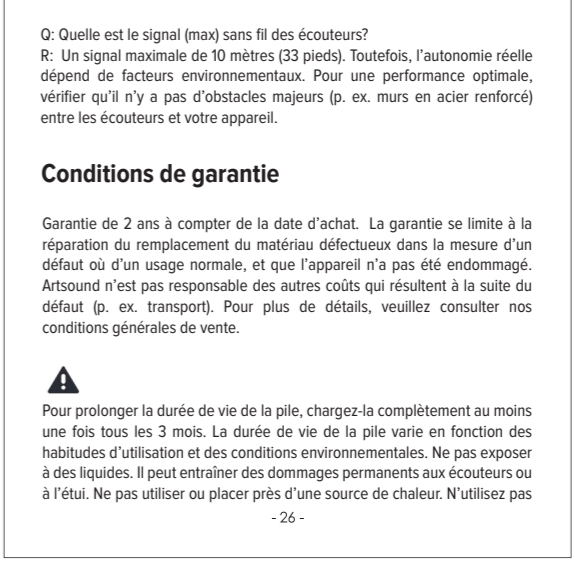 Q: Quelle est le signal (max) sans fil des écouteurs?
R:  Un signal maximale de 10 mètres (33 pieds). Toutefois, l'autonomie réelle
dépend de facteurs environnementaux. Pour une performance optimale,
vérifier qu'il n'y a pas d'obstacles majeurs (p. ex. murs en acier renforcé)
entre les écouteurs et votre appareil.
Conditions de garantie
Garantie de 2 ans à compter de la date d'achat.  La garantie se limite à la
réparation du remplacement du matériau défectueux dans la mesure d'un
défaut où d'un usage normale, et que l'appareil n'a pas été endommagé.
Artsound n'est pas responsable des autres coûts qui résultent à la suite du
défaut (p. ex. transport). Pour plus de détails, veuillez consulter nos
conditions générales de vente.
Pour prolonger la durée de vie de la pile, chargez-la complètement au moins
une fois tous les 3 mois. La durée de vie de la pile varie en fonction des
habitudes d'utilisation et des conditions environnementales. Ne pas exposer
à des liquides. Il peut entraîner des dommages permanents aux écouteurs ou
à l'étui. Ne pas utiliser ou placer près d'une source de chaleur. N'utilisez pas
- 26 -